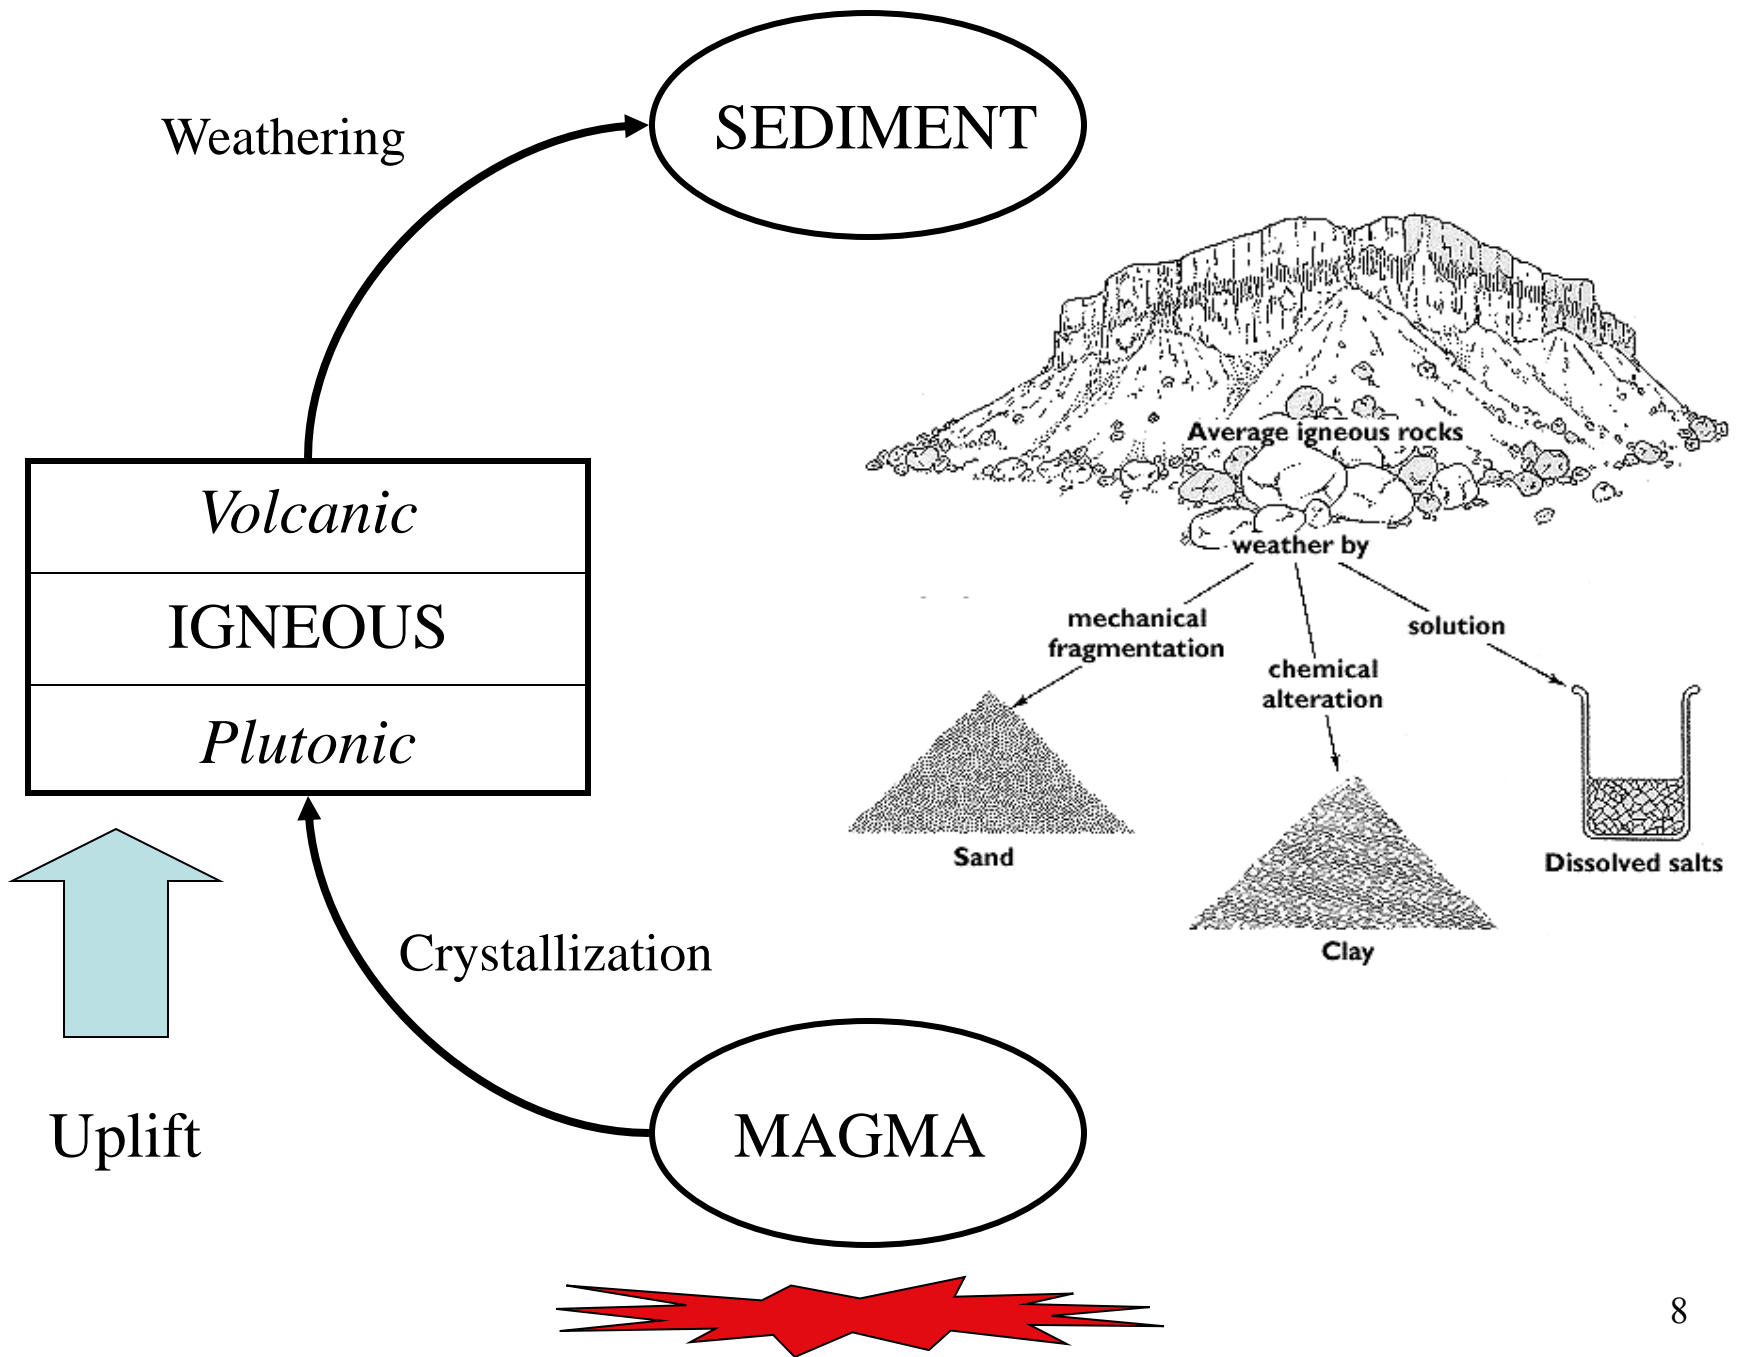 SEDIMENT
Weathering
Volcanic
IGNEOUS
Plutonic
Crystallization
Uplift
MAGMA
Average igneous rocks
weather by
mechanical
fragmentation
chemical
alteration
solution
Sand
Clay
Dissolved salts
8